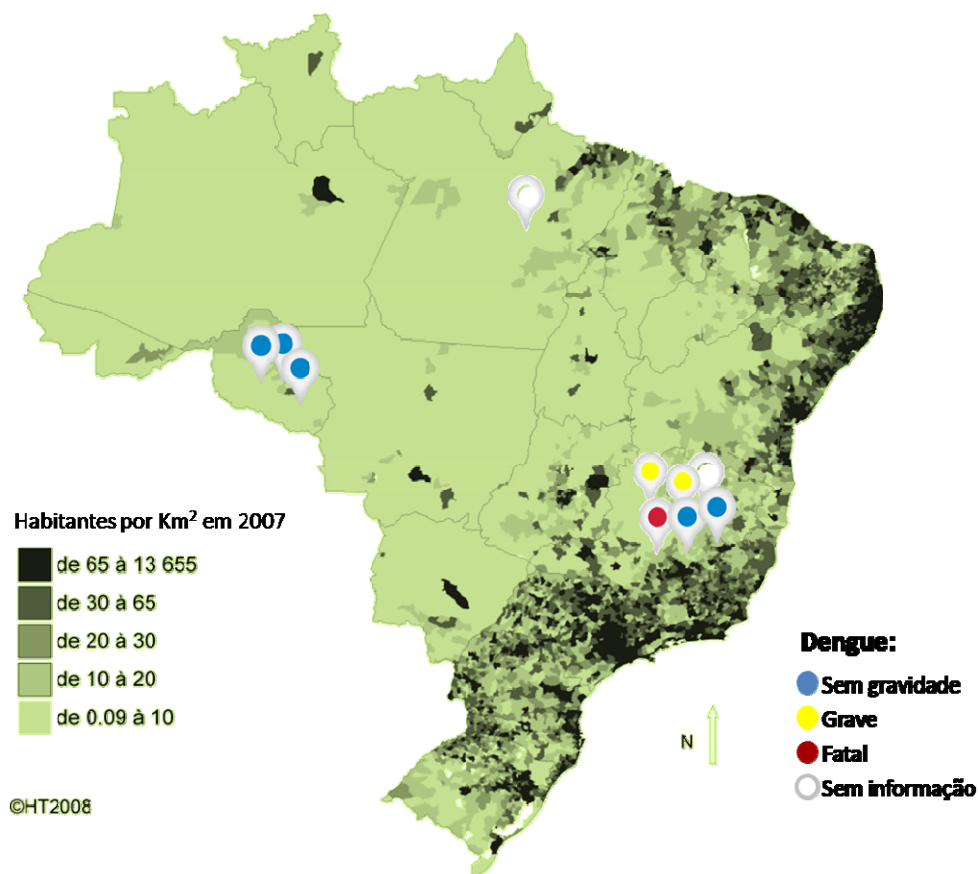 Habitantes por Km² em 2007
de 65 à 13 655
de 30 à 65
de 20 à 30
de 10 à 20
de 0.09 à 10
©HT2008
N
Dengue:
Sem gravidade
Grave
Fatal
Sem informação